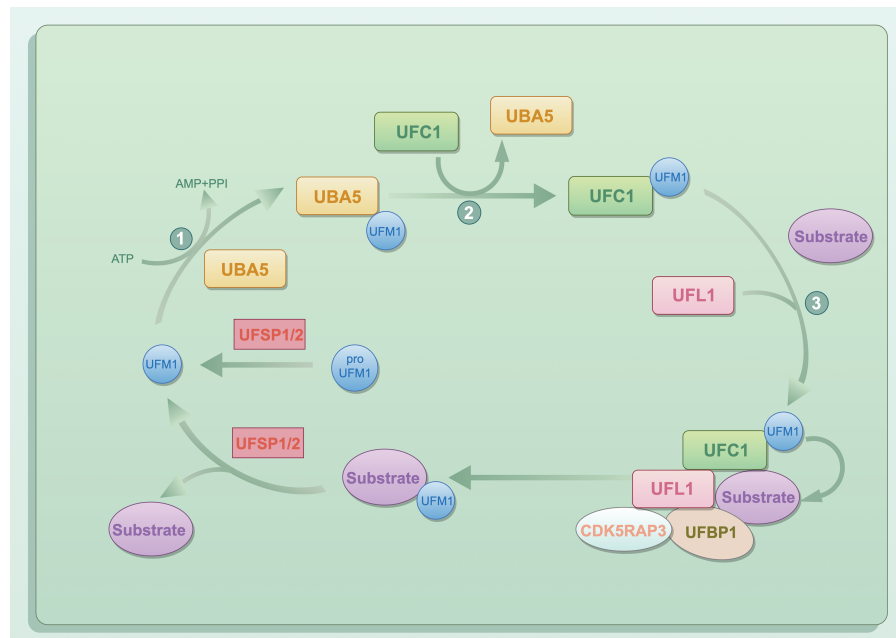 UBA5
UFC1
AMP+PPI
UBA5
UFM1
2
UFC1
UFM1
Substrate
1
ATP
UBA5
UFL1
3
UFSP1/2
UFM1
pro
UFM1
UFSP1/2
Substrate
Substrate
UFM1
UFM1
UFC1
UFL1
Substrate
CDK5RAP3
UFBP1